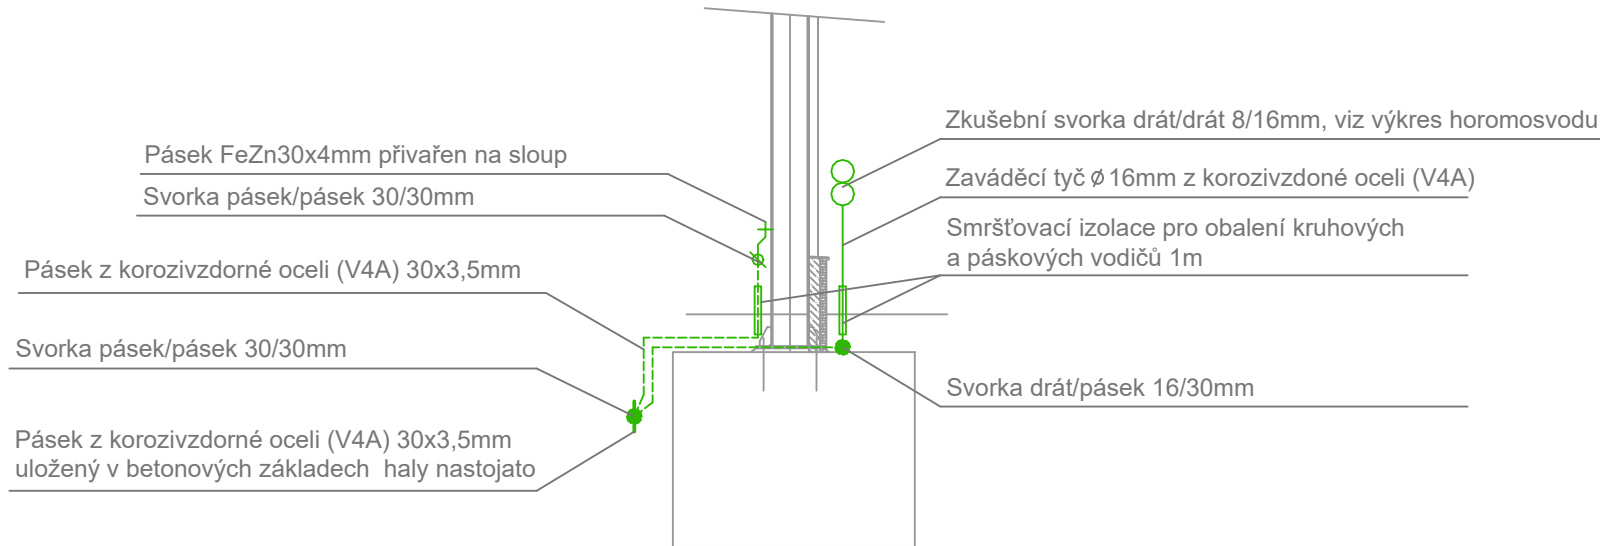 Pásek FeZn30x4mm přivařen na sloup
Svorka pásek/pásek 30/30mm
Pásek z korozivzdorné oceli (V4A) 30x3,5mm
Svorka pásek/pásek 30/30mm
Pásek z korozivzdorné oceli (V4A) 30x3,5mm
uložený v betonových základech haly nastojato
Zkušební svorka drát/drát 8/16mm, viz výkres horomosvodu
Zaváděcí tyč ⌀ 16mm z korozivzdoné oceli (V4A)
Smršťovací izolace pro obalení kruhových
a páskových vodičů 1m
Svorka drát/pásek 16/30mm